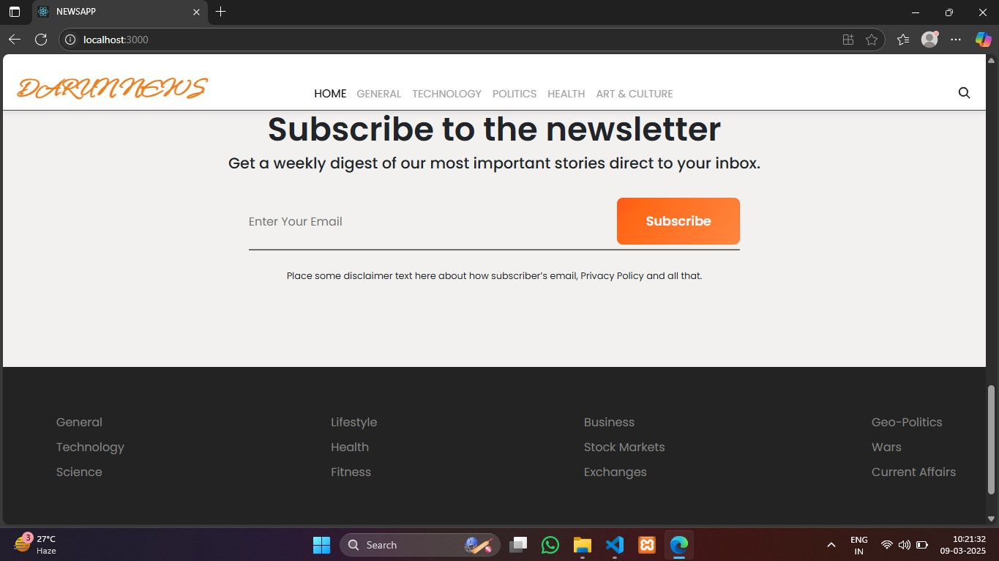 NEWSAPP
localhost:3000
DARUN NEWS
HOME GENERAL TECHNOLOGY POLITICS HEALTH ART & CULTURE
Subscribe to the newsletter
Get a weekly digest of our most important stories direct to your inbox.
Enter Your Email
Subscribe
Place some disclaimer text here about how subscriber’s email, Privacy Policy and all that.
General Lifestyle Business Geo-Politics
Technology Health Stock Markets Wars
Science Fitness Exchanges Current Affairs
3
27°C
Haze
Search
ENG
IN
10:21:32
09-03-2025